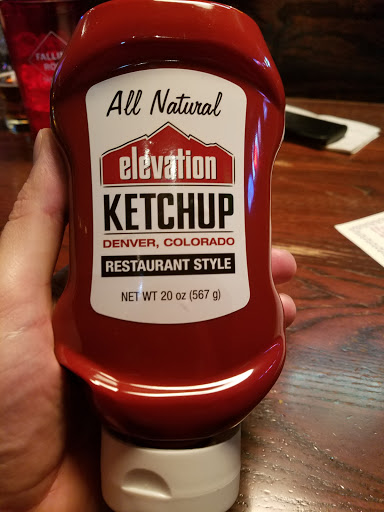 All Natural
elevation
KETCHUP
DENVER, COLORADO
RESTAURANT STYLE
NET WT 20 oz (567 g)